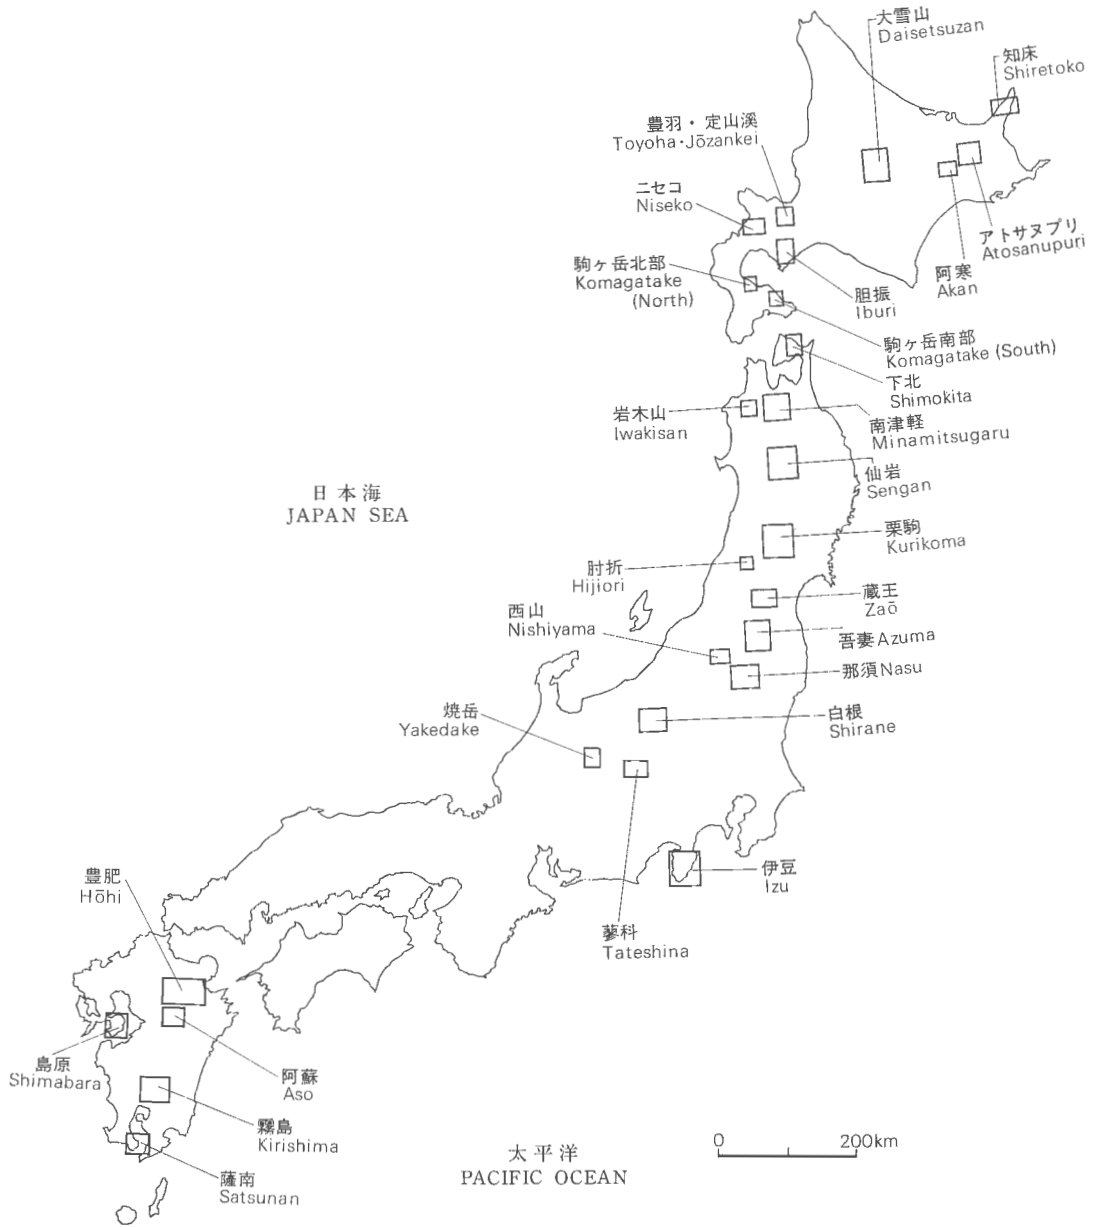 大雪山
Daisetsuzan
知床
Shiretoko
豊羽・定山溪
Toyoha・Jōzankei
ニセコ
Niseko
アトサヌプリ
Atosanupuri
阿寒
Akan
駒ヶ岳北部
Komagatake
(North)
胆振
Iburi
駒ヶ岳南部
Komagatake (South)
下北
Shimokita
岩木山
Iwakisan
南津軽
Minamitsugaru
仙岩
Sengan
日本海
JAPAN SEA
栗駒
Kurikoma
肘折
Hijiori
蔵王
Zaō
西山
Nishiyama
吾妻 Azuma
那須 Nasu
焼岳
Yakedake
白根
Shirane
伊豆
Izu
豊肥
Hōhi
蓼科
Tateshina
島原
Shimabara
阿蘇
Aso
霧島
Kirishima
薩南
Satsunan
太平洋
PACIFIC OCEAN
0 200km